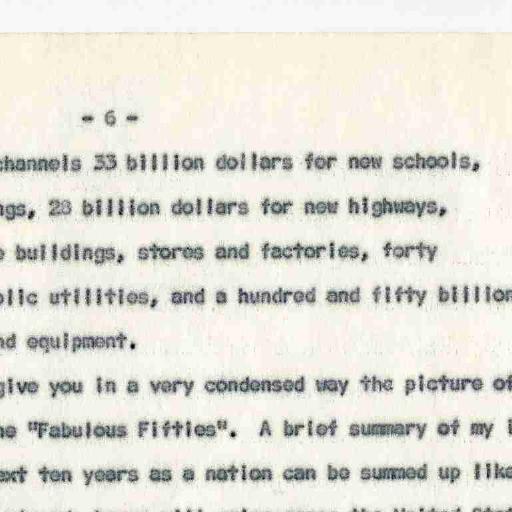 - 6 -
channels 33 billion dollars for new schools,
ngs, 28 billion dollars for new highways,
buildings, stores and factories, forty
blic utilities, and a hundred and fifty billion
nd equipment.
give you in a very condensed way the picture of
he "Fabulous Fifties". A brief summary of my
ext ten years as a nation can be summed up like
the United